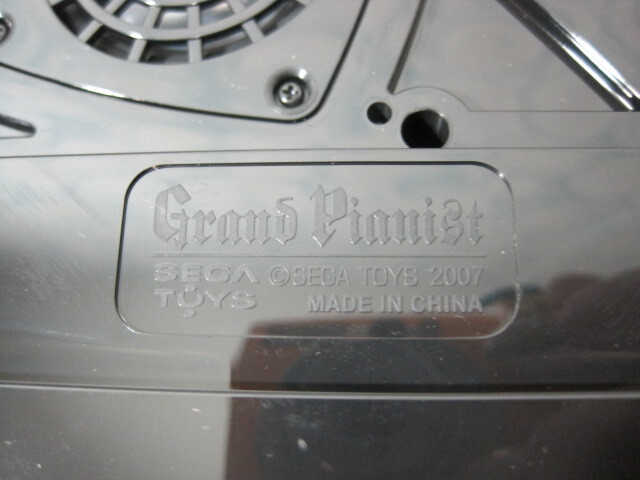 Grand Pianist
SEGA TOYS
©SEGA TOYS 2007
MADE IN CHINA